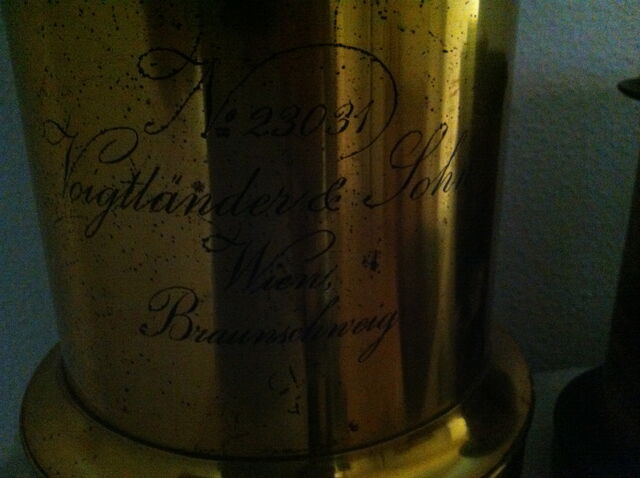 No 23031
Voigtländer & Sohn
Wien,
Braunschweig